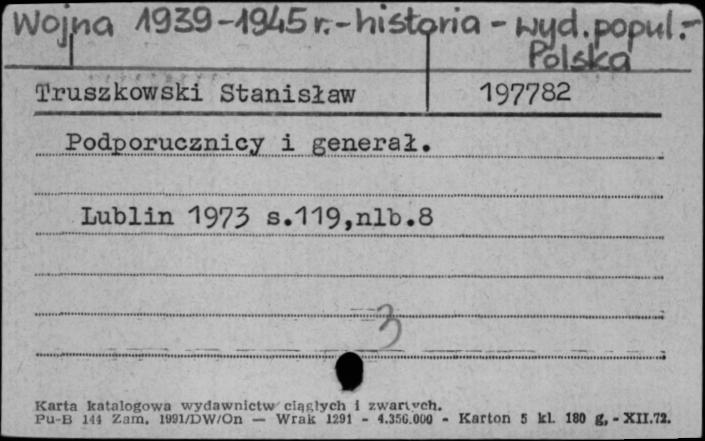 Wojna 1939-1945 r. - historia - wyd. popul. -
Polska
Truszkowski Stanisław 197782
Podporucznicy i generał.
Lublin 1973 s.119,nlb.8
3
Karta katalogowa wydawnictw ciągłych i zwartych.
Pu-B 144 Zam. 1991/DW/On — Wrak 1291 - 4.356.000 - Karton 5 kl. 180 g, - XII.72.